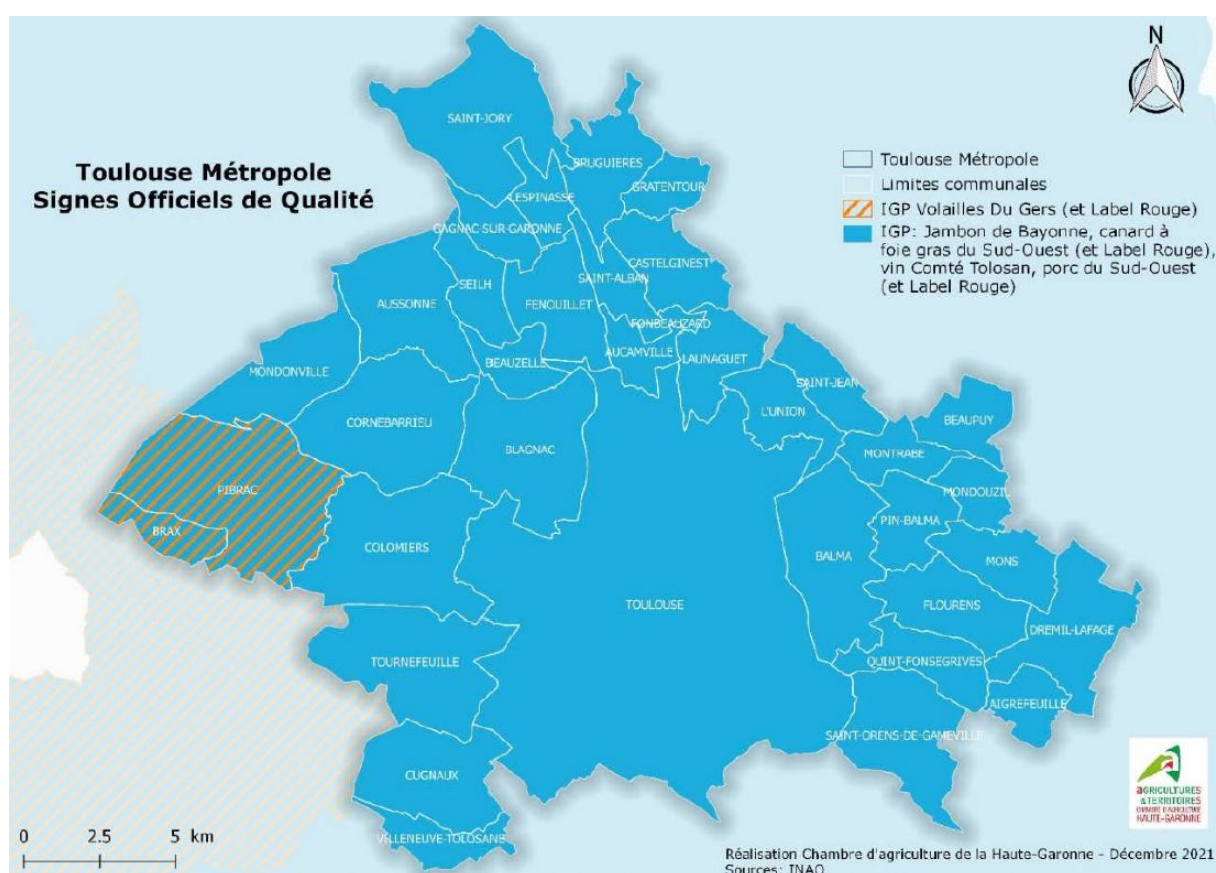 Toulouse Métropole
Signes Officiels de Qualité
N
Toulouse Métropole
Limites communales
IGP Volailles Du Gers (et Label Rouge)
IGP: Jambon de Bayonne, canard à
foie gras du Sud-Ouest (et Label Rouge),
vin Comté Tolosan, porc du Sud-Ouest
(et Label Rouge)
SAINT-JORY
BRUGUIERES
GRATENTOUR
LESPINASSE
GAGNAC-SUR-GARONNE
CASTELGINEST
SAINT-ALBAN
SEILH
AUSSONNE
FENOUILLET
FONBEAUZARD
AUCAMVILLE
LAUNAGUET
BEAUZELLE
MONDONVILLE
SAINT-JEAN
L'UNION
BEAUPUY
CORNEBARRIEU
BLAGNAC
MONTRABE
PIBRAC
MONDOUZIL
PIN-BALMA
BRAX
COLOMIERS
BALMA
MONS
TOULOUSE
FLOURENS
DREMIL-LAFAGE
TOURNEFEUILLE
QUINT-FONSEGRIVES
AIGREFEUILLE
SAINT-ORENS-DE-GAMEVILLE
CUGNAUX
VILLENEUVE-TOLOSANE
AGRICULTURES
& TERRITOIRES
CHAMBRE D'AGRICULTURE
HAUTE-GARONNE
0 2.5 5 km
Réalisation Chambre d'agriculture de la Haute-Garonne - Décembre 2021
Sources: INAO